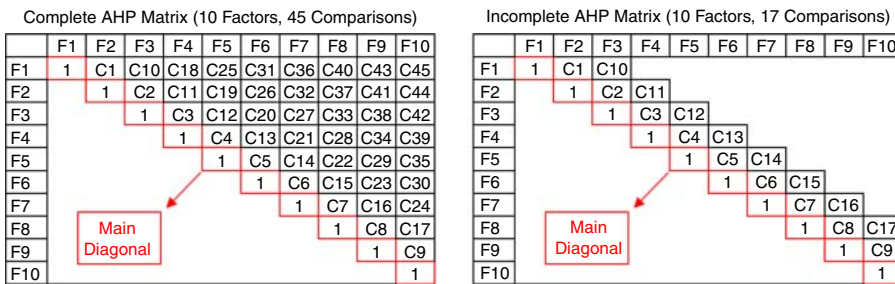 Complete AHP Matrix (10 Factors, 45 Comparisons)
F1 F2 F3 F4 F5 F6 F7 F8 F9 F10
F1 1 C1 C10 C18 C25 C31 C36 C40 C43 C45
F2 1 C2 C11 C19 C26 C32 C37 C41 C44
F3 1 C3 C12 C20 C27 C33 C38 C42
F4 1 C4 C13 C21 C28 C34 C39
F5 1 C5 C14 C22 C29 C35
F6 1 C6 C15 C23 C30
F7 1 C7 C16 C24
F8 1 C8 C17
F9 1 C9
F10 1
Main
Diagonal
Incomplete AHP Matrix (10 Factors, 17 Comparisons)
F1 F2 F3 F4 F5 F6 F7 F8 F9 F10
F1 1 C1 C10
F2 1 C2 C11
F3 1 C3 C12
F4 1 C4 C13
F5 1 C5 C14
F6 1 C6 C15
F7 1 C7 C16
F8 1 C8 C17
F9 1 C9
F10 1
Main
Diagonal